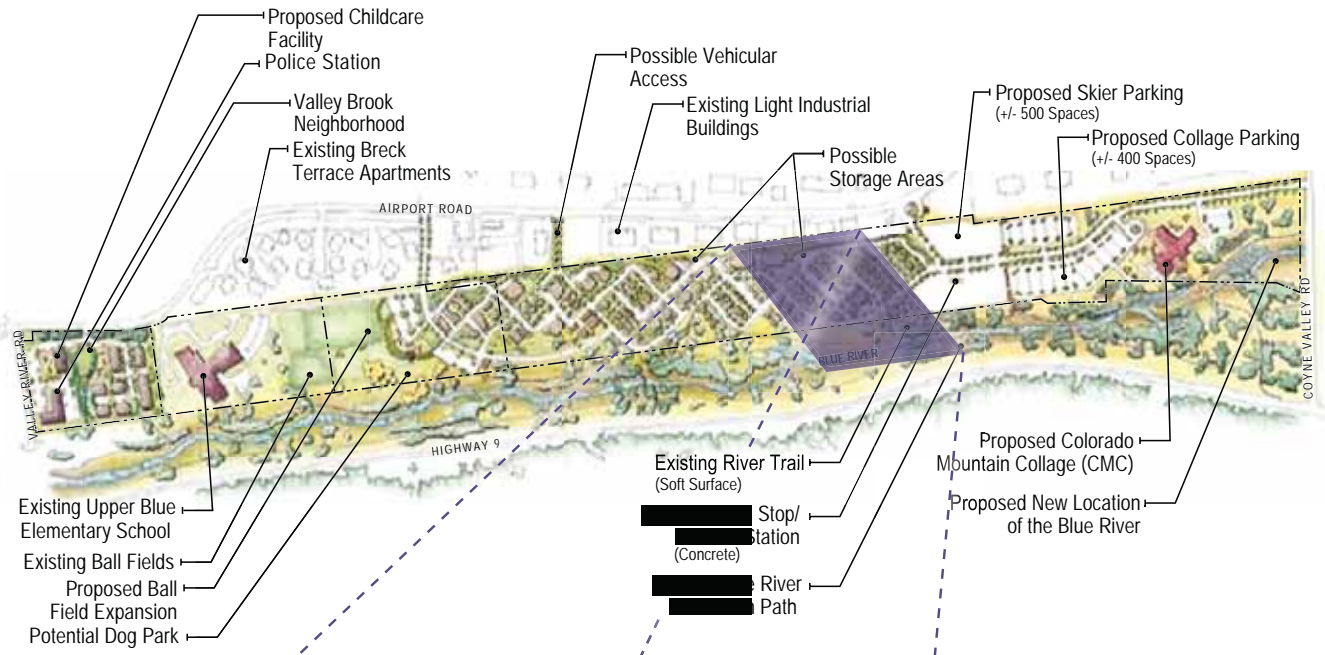 Proposed Childcare
Facility
Police Station
Valley Brook
Neighborhood
Existing Breck
Terrace Apartments
Possible Vehicular
Access
Existing Light Industrial
Buildings
Possible
Storage Areas
Proposed Skier Parking
(+/- 500 Spaces)
Proposed Collage Parking
(+/- 400 Spaces)
AIRPORT ROAD
VALLEY RIVER RD
BLUE RIVER
HIGHWAY 9
COYNE VALLEY RD
Existing Upper Blue
Elementary School
Existing Ball Fields
Proposed Ball
Field Expansion
Potential Dog Park
Existing River Trail
(Soft Surface)
Stop/
Station
(Concrete)
River
Path
Proposed Colorado
Mountain Collage (CMC)
Proposed New Location
of the Blue River